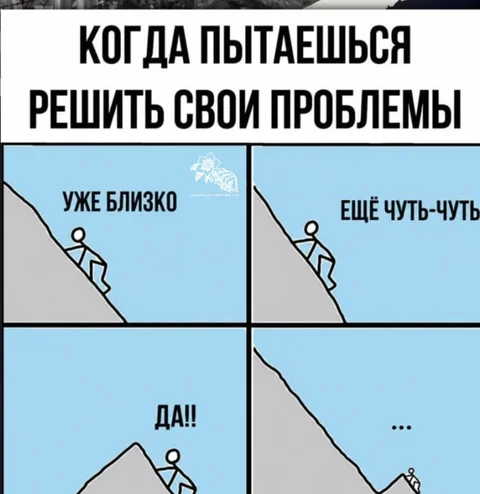 КОГДА ПЫТАЕШЬСЯ
РЕШИТЬ СВОИ ПРОБЛЕМЫ
УЖЕ БЛИЗКО
ЕЩЁ ЧУТЬ-ЧУТЬ
ДА!!
...